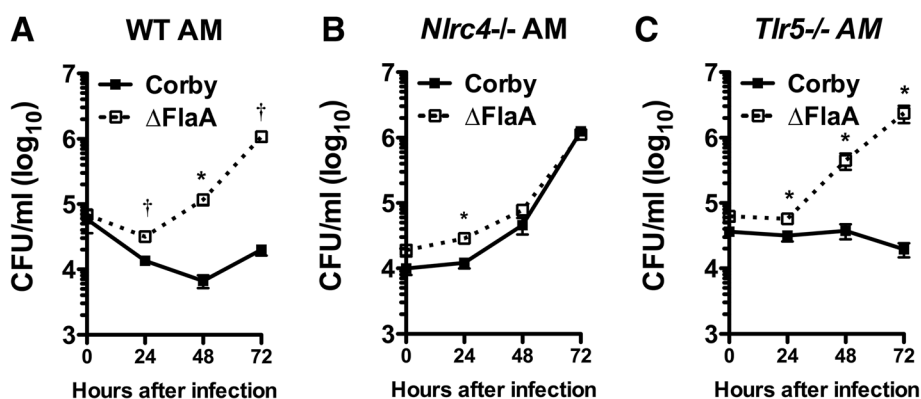 A WT AM
7
6
5
4
3
CFU/ml (log10)
Corby
ΔFlaA
†
*
†
0 24 48 72
Hours after infection
B Nlrc4-/- AM
7
6
5
4
3
CFU/ml (log10)
Corby
ΔFlaA
*
0 24 48 72
Hours after infection
C Tlr5-/- AM
7
6
5
4
3
CFU/ml (log10)
Corby
ΔFlaA
*
*
*
0 24 48 72
Hours after infection